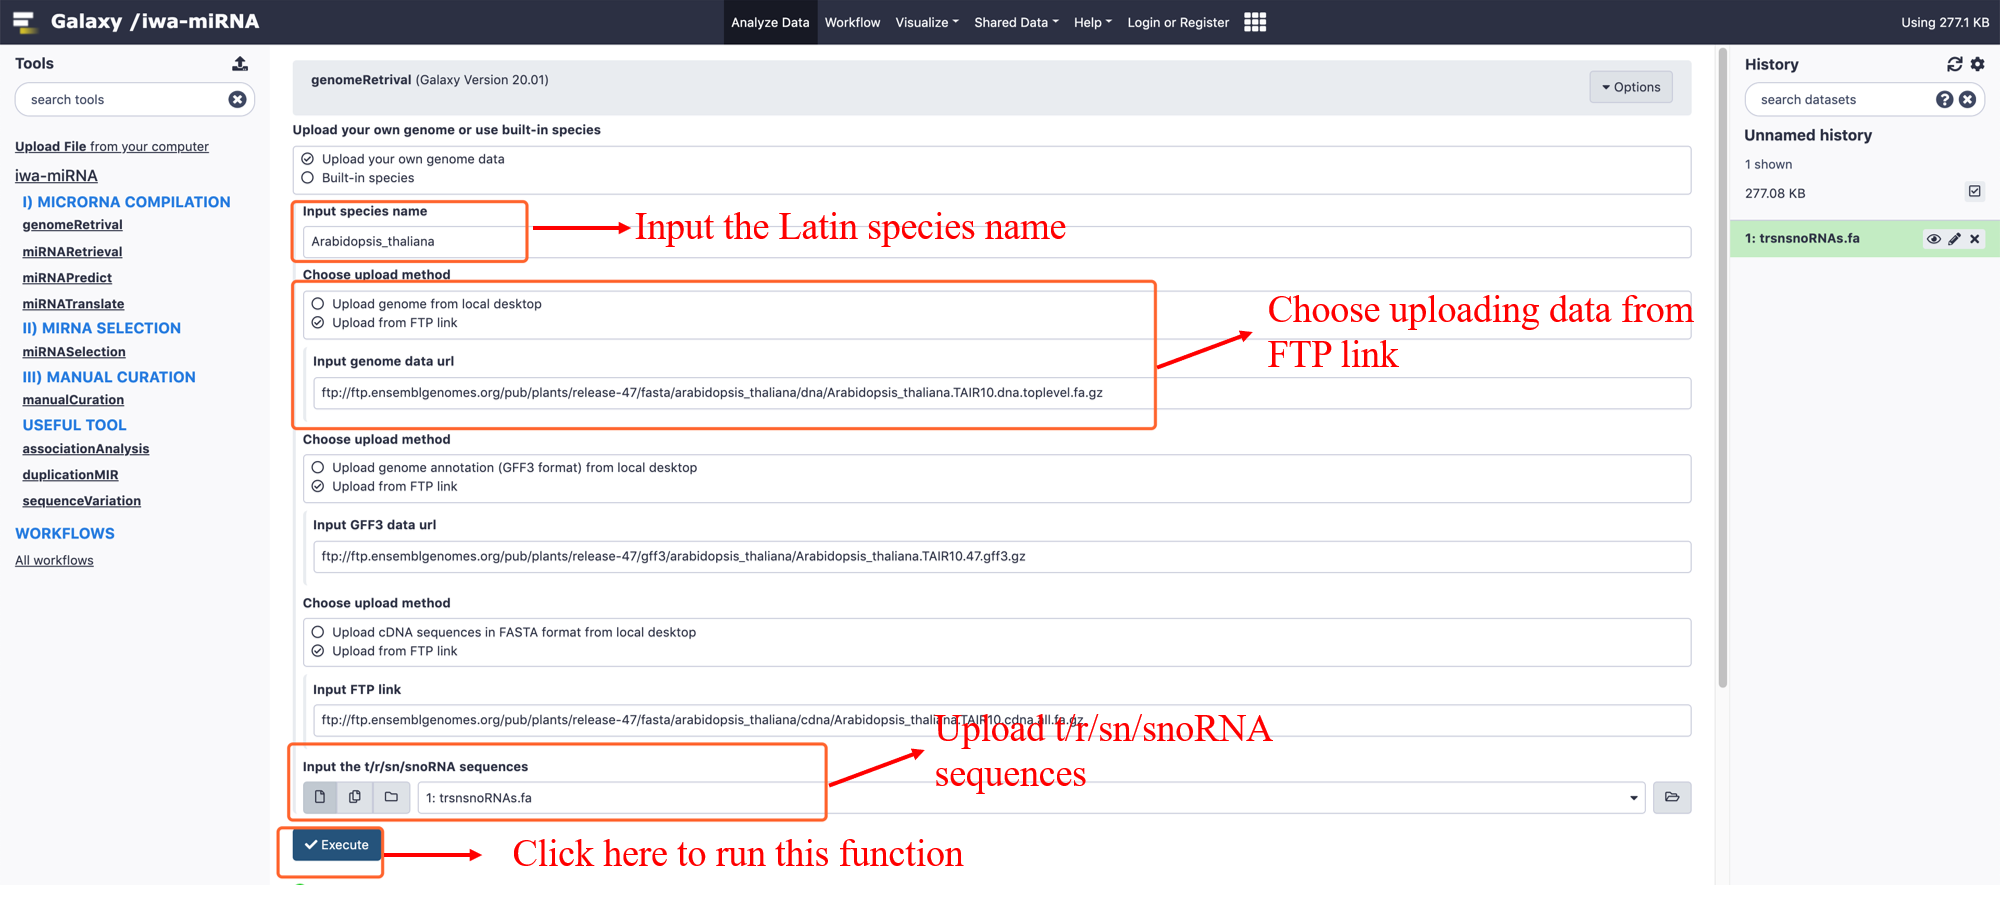 Galaxy /iwa-miRNA
Analyze Data
Workflow
Visualize
Shared Data
Help
Login or Register
Using 277.1 KB
Tools
search tools
Upload File from your computer
iwa-miRNA
I) MICRORNA COMPILATION
genomeRetrival
miRNARetrieval
miRNAPredict
miRNATranslate
II) MIRNA SELECTION
miRNASelection
III) MANUAL CURATION
manualCuration
USEFUL TOOL
associationAnalysis
duplicationMIR
sequenceVariation
WORKFLOWS
All workflows
genomeRetrival (Galaxy Version 20.01)
Options
Upload your own genome or use built-in species
Upload your own genome data
Built-in species
Input species name
Arabidopsis_thaliana
Input the Latin species name
Choose upload method
Upload genome from local desktop
Upload from FTP link
Choose uploading data from
FTP link
Input genome data url
ftp://ftp.ensemblgenomes.org/pub/plants/release-47/fasta/arabidopsis_thaliana/dna/Arabidopsis_thaliana.TAIR10.dna.toplevel.fa.gz
Choose upload method
Upload genome annotation (GFF3 format) from local desktop
Upload from FTP link
Input GFF3 data url
ftp://ftp.ensemblgenomes.org/pub/plants/release-47/gff3/arabidopsis_thaliana/Arabidopsis_thaliana.TAIR10.47.gff3.gz
Choose upload method
Upload cDNA sequences in FASTA format from local desktop
Upload from FTP link
Input FTP link
ftp://ftp.ensemblgenomes.org/pub/plants/release-47/fasta/arabidopsis_thaliana/cdna/Arabidopsis_thaliana.TAIR10.cdna.all.fa.gz
Upload t/r/sn/snoRNA
sequences
Input the t/r/sn/snoRNA sequences
1: trsnsnoRNAs.fa
Execute
Click here to run this function
History
search datasets
Unnamed history
1 shown
277.08 KB
1: trsnsnoRNAs.fa